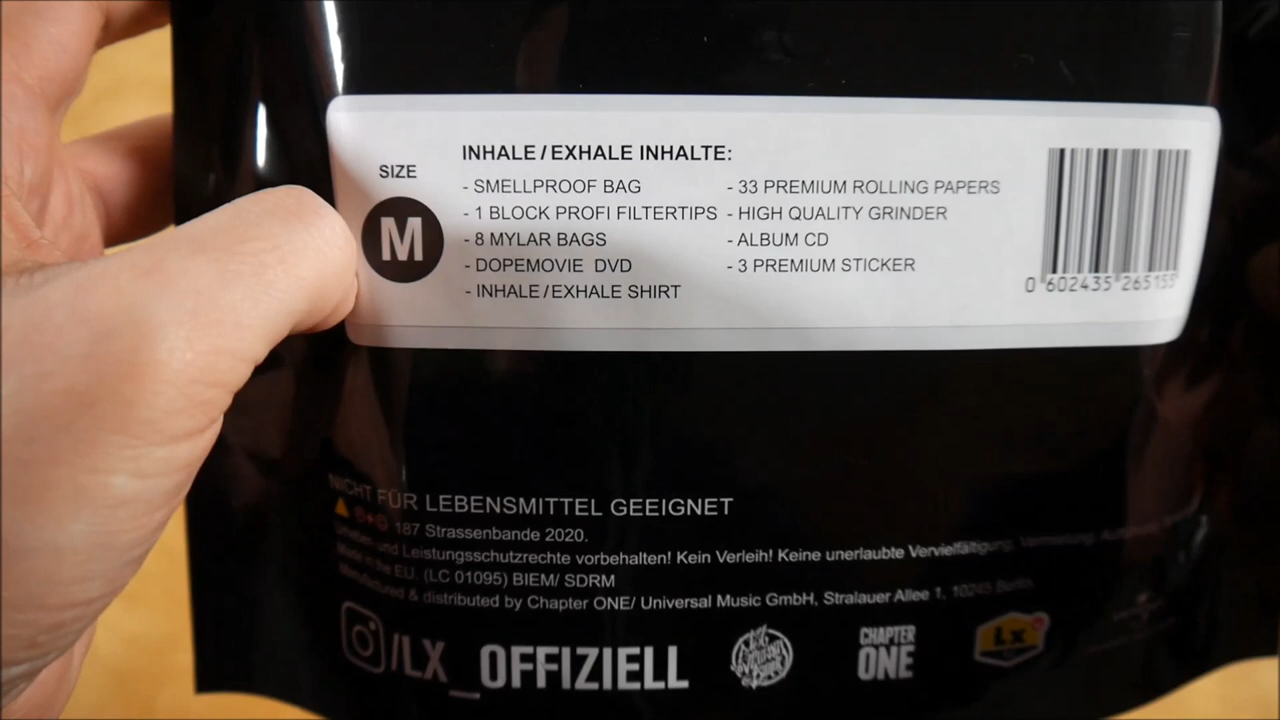 SIZE
M
INHALE/EXHALE INHALTE:
- SMELLPROOF BAG
- 1 BLOCK PROFI FILTERTIPS
- 8 MYLAR BAGS
- DOPEMOVIE DVD
- INHALE/EXHALE SHIRT
- 33 PREMIUM ROLLING PAPERS
- HIGH QUALITY GRINDER
- ALBUM CD
- 3 PREMIUM STICKER
0 602435 265155
NICHT FÜR LEBENSMITTEL GEEIGNET
187 Strassenbande 2020.
und Leistungsschutzrechte vorbehalten! Kein Verleih! Keine unerlaubte Vervielfältigung,
Made in the EU. (LC 01095) BIEM/ SDRM
Manufactured & distributed by Chapter ONE/ Universal Music GmbH, Stralauer Allee 1, 10245 Berlin
/LX_OFFIZIELL
CHAPTER
ONE
Lx